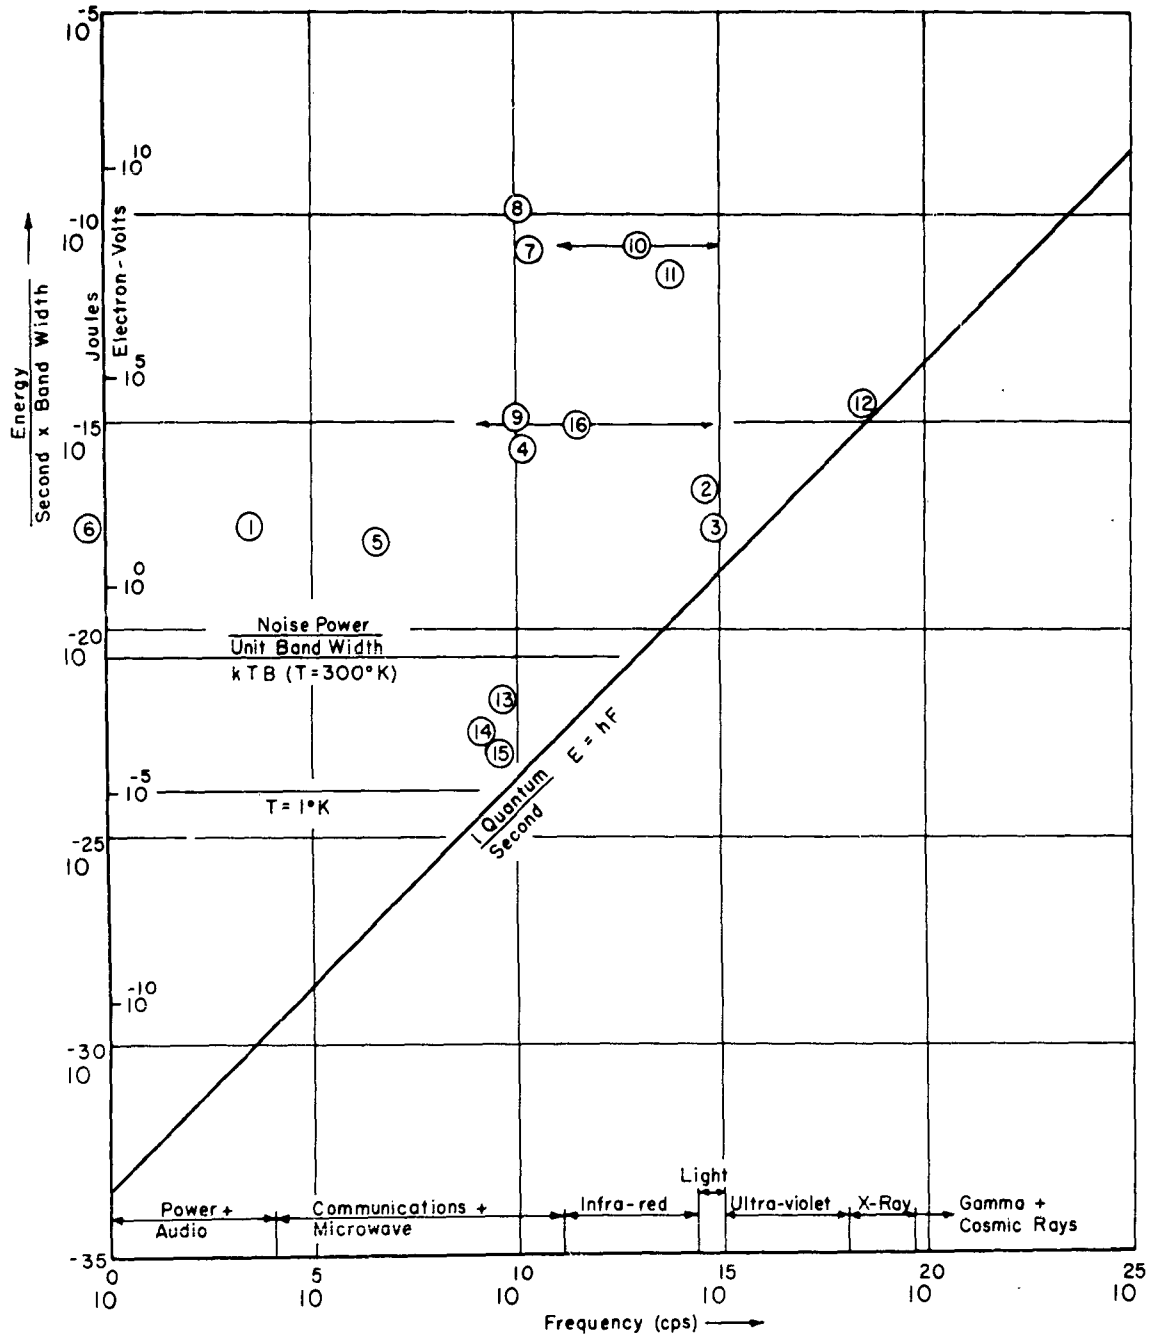 10^-5
10^10
8
10^-10
7
10
11
Energy
Second x Band Width
Joules
Electron-Volts
10^5
12
9
16
10^-15
4
2
6
1
5
3
10^0
Noise Power
Unit Band Width
10^-20
kTB (T=300°K)
13
14
15
E = hF
1 Quantum
Second
10^-5
T = 1°K
10^-25
10^-10
10^-30
Light
Power +
Audio
Communications +
Microwave
Infra-red
Ultra-violet
X-Ray
Gamma +
Cosmic Rays
-35
10^0 10^5 10^10 10^15 10^20 10^25
Frequency (cps)